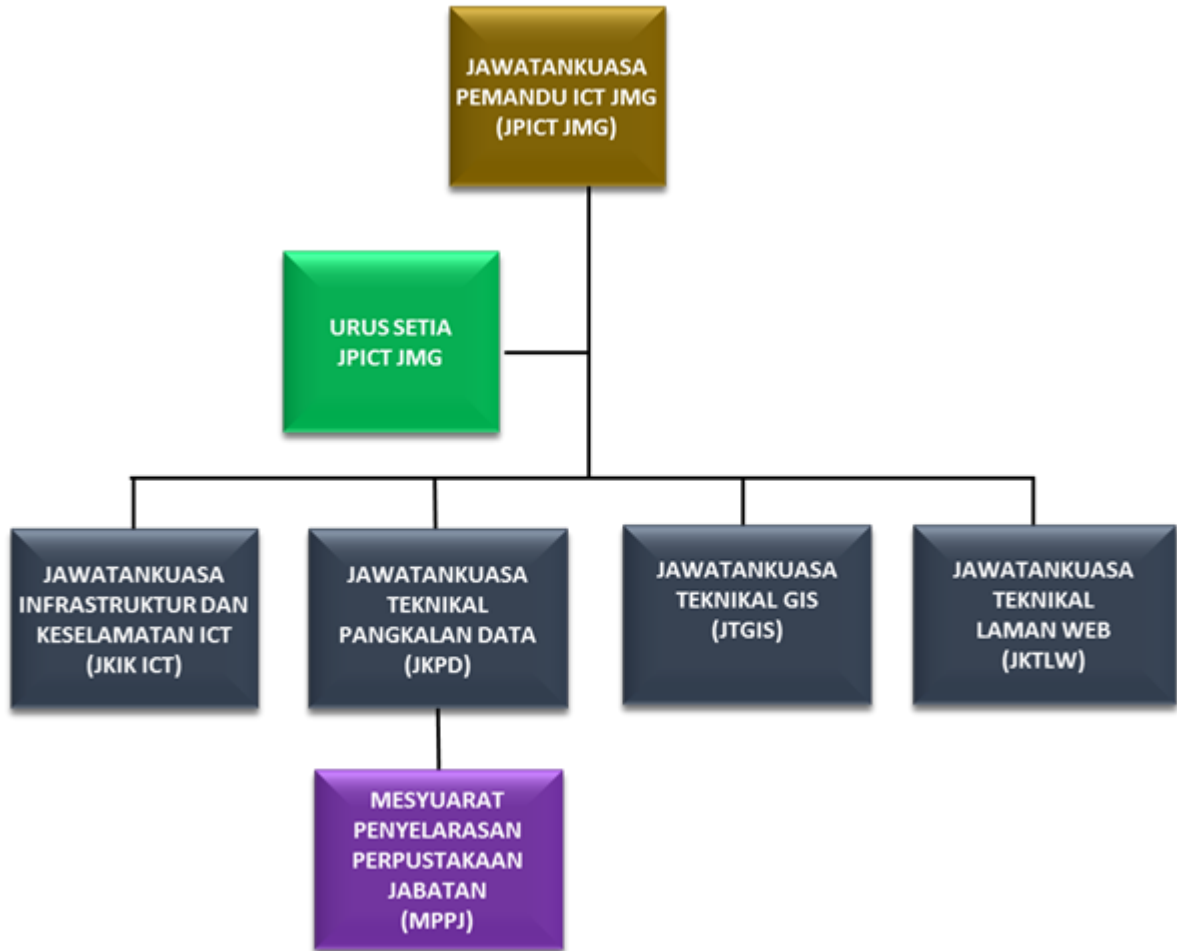 JAWATANKUASA
PEMANDU ICT JMG
(JPICT JMG)
URUS SETIA
JPICT JMG
JAWATANKUASA
INFRASTRUKTUR DAN
KESELAMATAN ICT
(JKIK ICT)
JAWATANKUASA
TEKNIKAL
PANGKALAN DATA
(JKPD)
JAWATANKUASA
TEKNIKAL GIS
(JTGIS)
JAWATANKUASA
TEKNIKAL
LAMAN WEB
(JKTLW)
MESYUARAT
PENYELARASAN
PERPUSTAKAAN
JABATAN
(MPPJ)